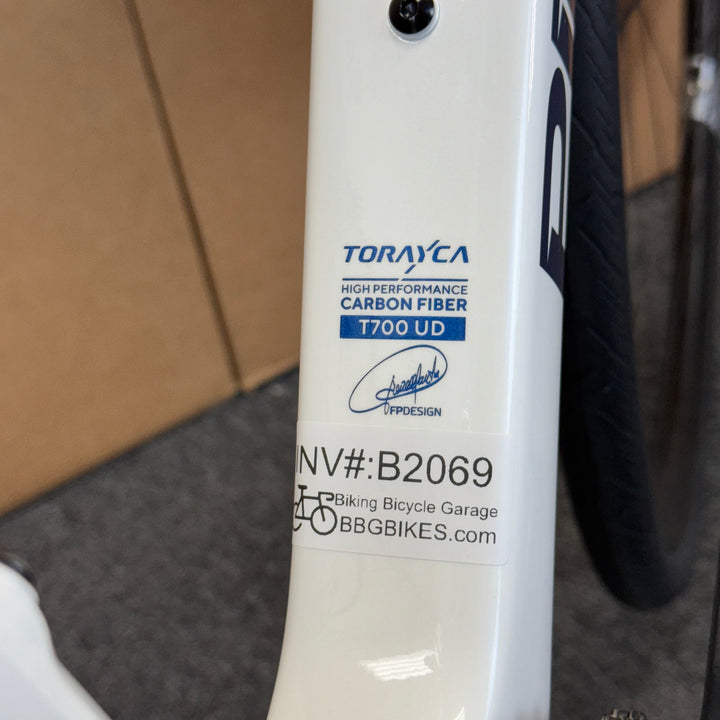 TORAYCA
HIGH PERFORMANCE
CARBON FIBER
T700 UD
FPDESIGN
INV#:B2069
Biking Bicycle Garage
BBGBIKES.com